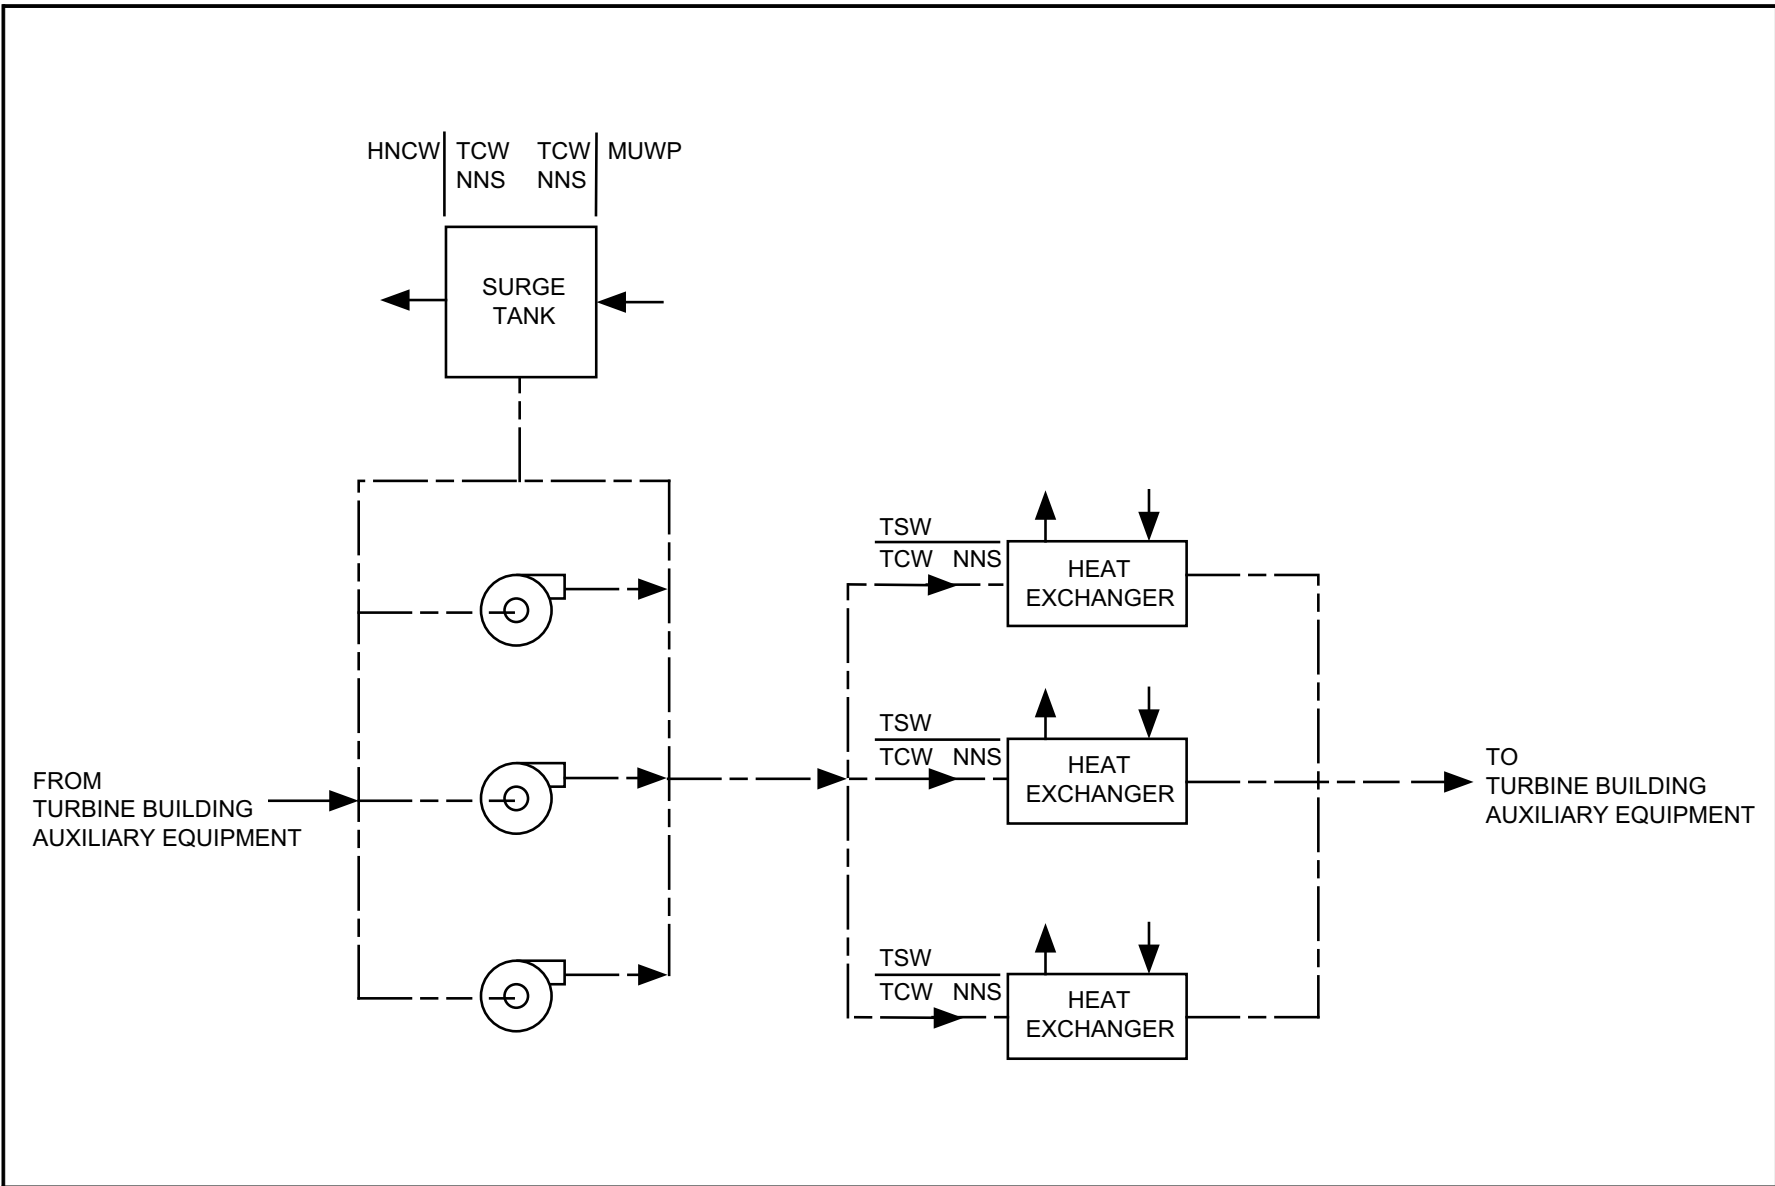 HNCW TCW TCW MUWP
NNS NNS
SURGE
TANK
FROM
TURBINE BUILDING
AUXILIARY EQUIPMENT
TSW
TCW NNS
HEAT
EXCHANGER
TSW
TCW NNS
HEAT
EXCHANGER
TSW
TCW NNS
HEAT
EXCHANGER
TO
TURBINE BUILDING
AUXILIARY EQUIPMENT